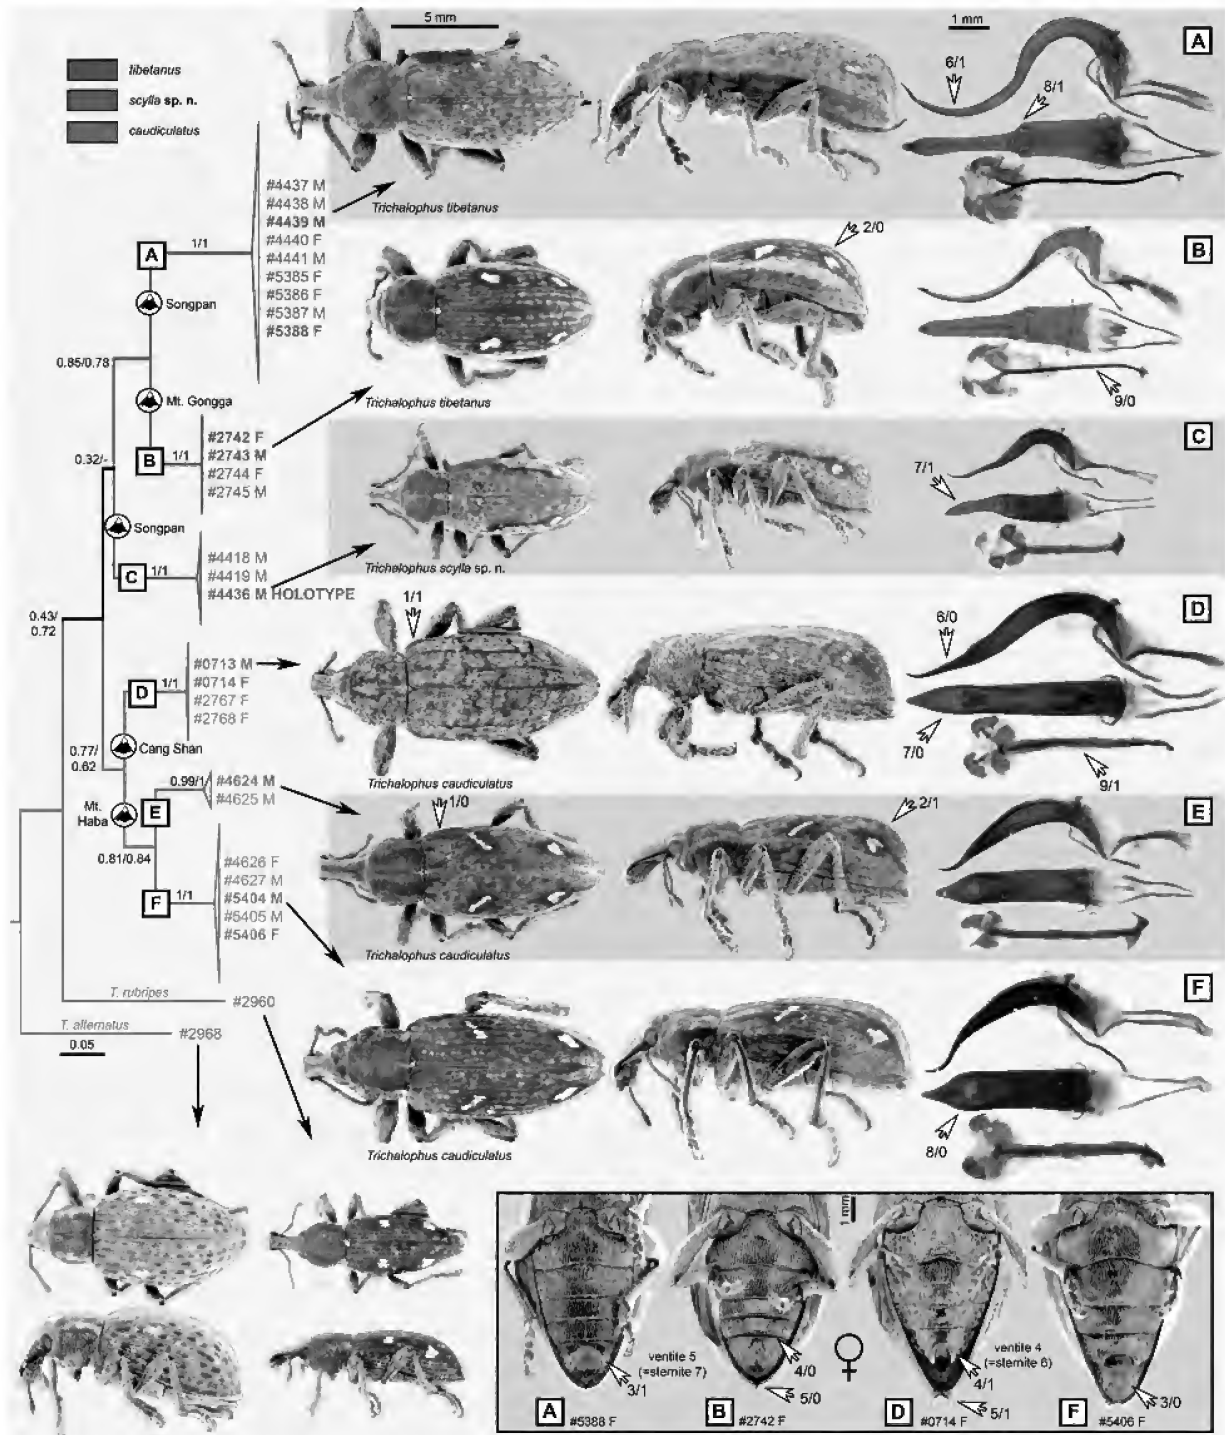 5 mm
1 mm
A
tibetanus
scylla sp. n.
caudiculatus
6/1
8/1
#4437 M
#4438 M
#4439 M
#4440 F
#4441 M
#5385 F
#5386 F
#5387 M
#5388 F
Trichalophus tibetanus
A
1/1
Songpan
0.85/0.78
Mt. Gongga
B
1/1
#2742 F
#2743 M
#2744 F
#2745 M
2/0
B
Trichalophus tibetanus
9/0
0.32/-
Songpan
C
1/1
#4418 M
#4419 M
#4436 M HOLOTYPE
C
7/1
Trichalophus scylla sp. n.
0.43/
0.72
D
1/1
#0713 M
#0714 F
#2767 F
#2768 F
1/1
D
6/0
7/0
9/1
Trichalophus caudiculatus
Cang Shan
0.77/
0.62
Mt.
Haba
E
0.99/1
#4624 M
#4625 M
1/0
2/1
E
Trichalophus caudiculatus
0.81/0.84
F
1/1
#4626 F
#4627 M
#5404 M
#5405 M
#5406 F
F
8/0
Trichalophus caudiculatus
T. rubripes
#2960
T. alternatus
#2968
0.05
1 mm
ventite 5
(=sternite 7)
3/1
4/0
5/0
♀
ventite 4
(=sternite 6)
4/1
5/1
3/0
A #5388 F
B #2742 F
D #0714 F
F #5406 F